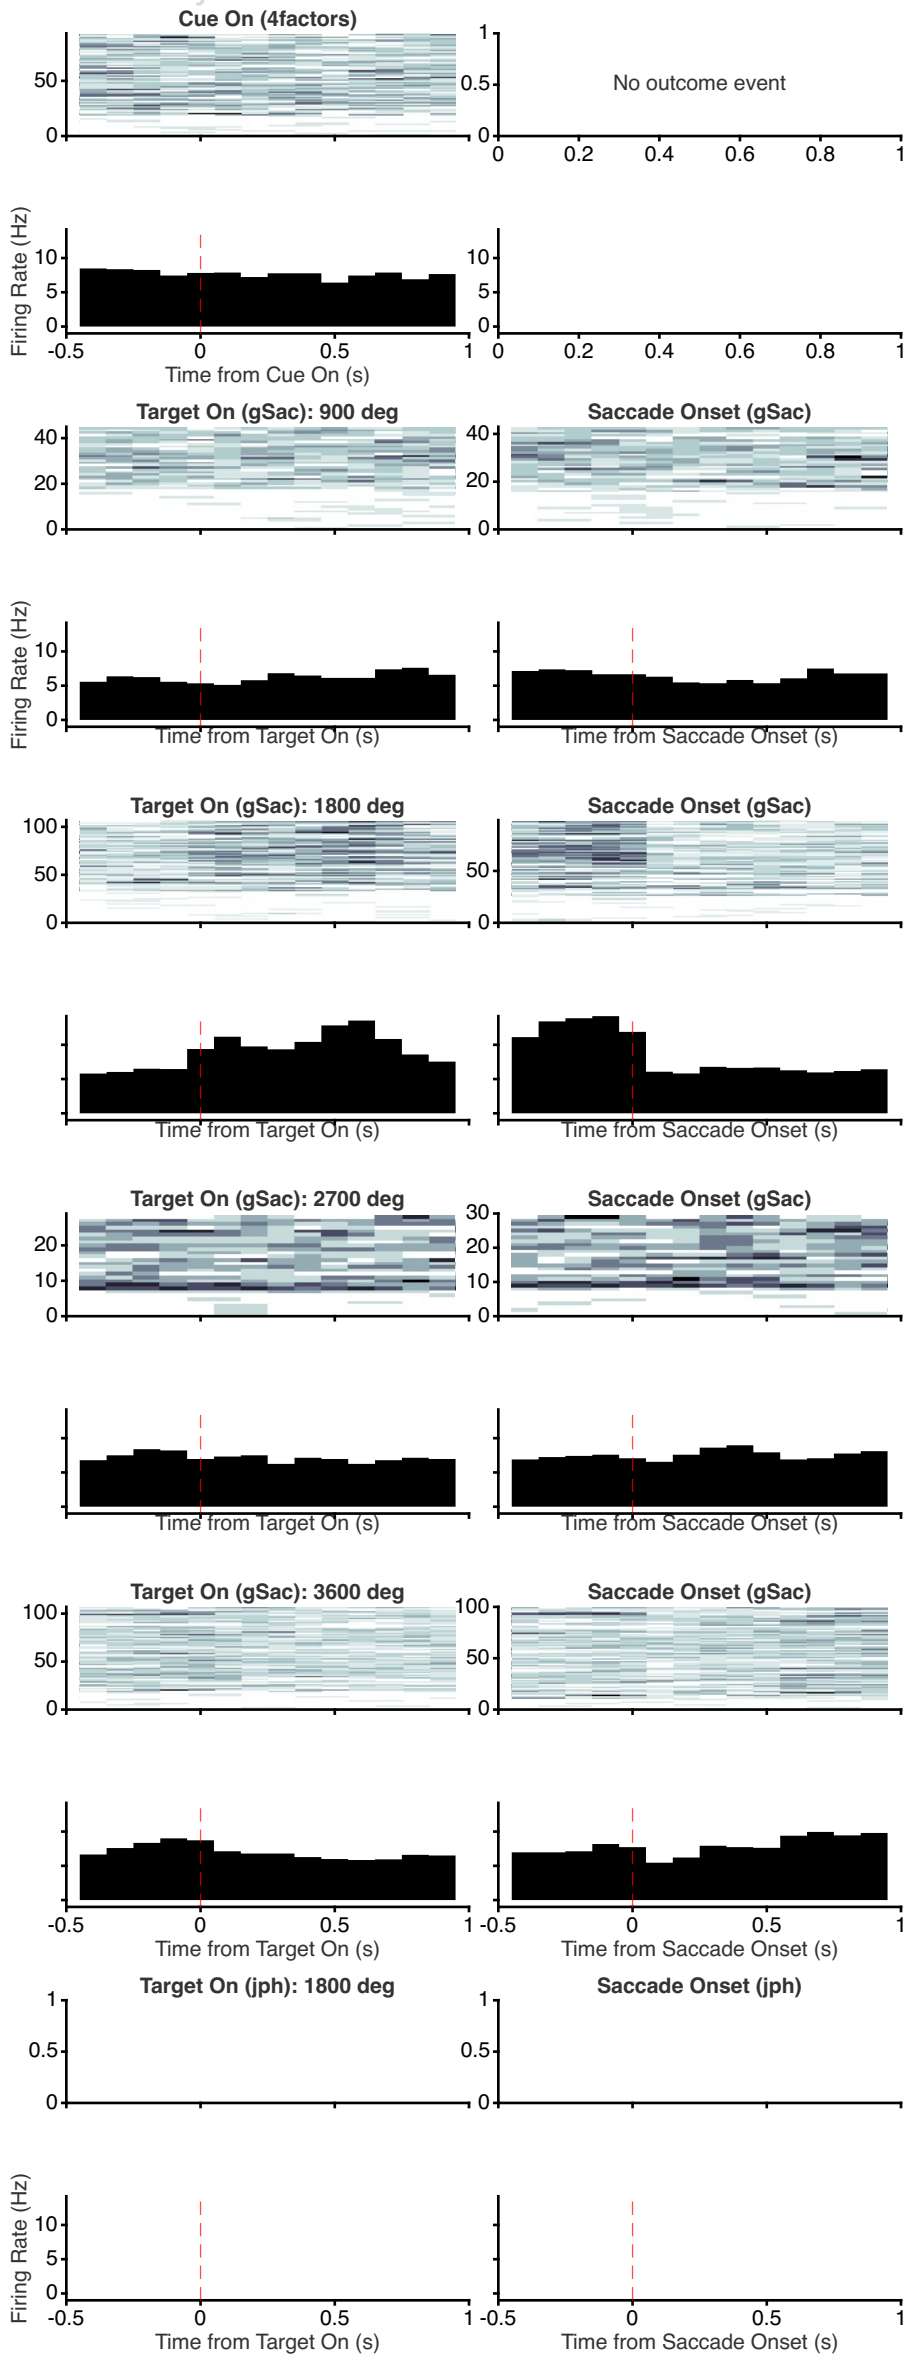 Cue On (4factors)
50
0
1
0.5
0
No outcome event
0 0.2 0.4 0.6 0.8 1
Firing Rate (Hz)
10
5
0
-0.5 0 0.5 1
Time from Cue On (s)
10
5
0
0 0.2 0.4 0.6 0.8 1
Target On (gSac): 900 deg
40
20
0
Saccade Onset (gSac)
40
20
0
Firing Rate (Hz)
10
5
0
Time from Target On (s)
Time from Saccade Onset (s)
Target On (gSac): 1800 deg
100
50
0
Saccade Onset (gSac)
50
0
Time from Target On (s)
Time from Saccade Onset (s)
Target On (gSac): 2700 deg
20
10
0
Saccade Onset (gSac)
30
20
10
0
Time from Target On (s)
Time from Saccade Onset (s)
Target On (gSac): 3600 deg
100
50
0
Saccade Onset (gSac)
100
50
0
-0.5 0 0.5 1
Time from Target On (s)
-0.5 0 0.5 1
Time from Saccade Onset (s)
Target On (jph): 1800 deg
1
0.5
0
Saccade Onset (jph)
1
0.5
0
Firing Rate (Hz)
10
5
0
-0.5 0 0.5 1
Time from Target On (s)
-0.5 0 0.5 1
Time from Saccade Onset (s)